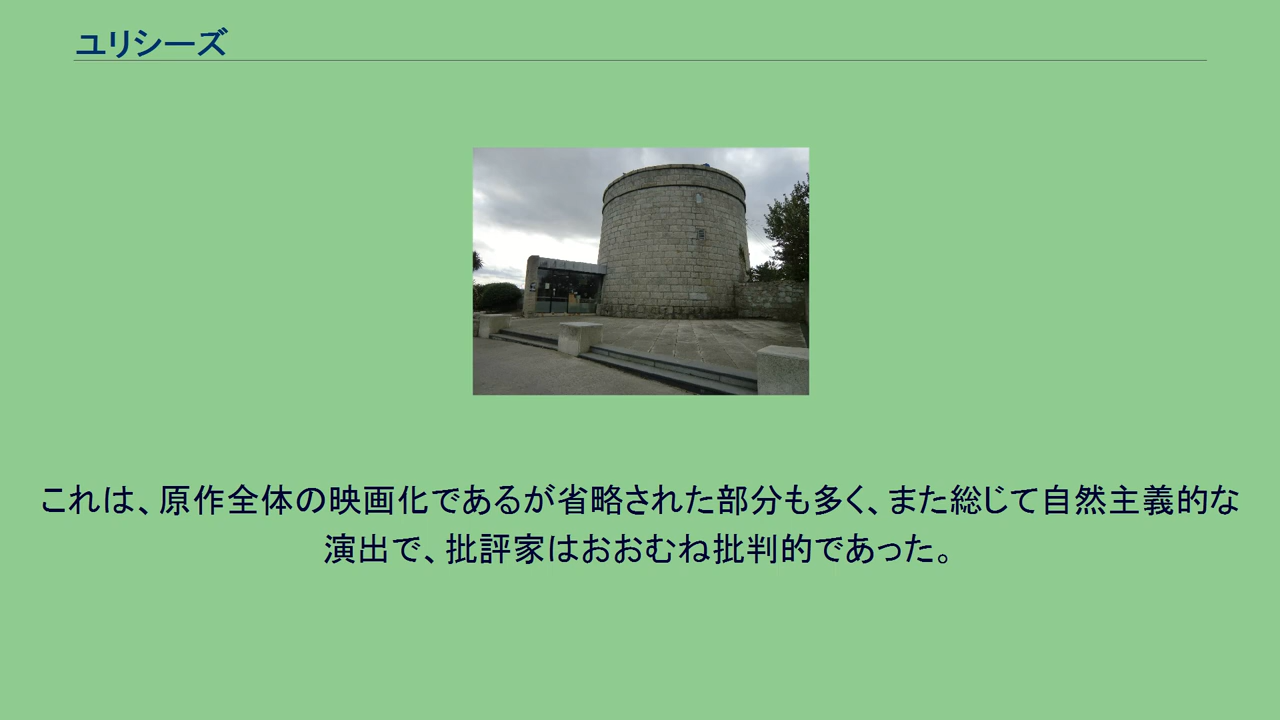 ユリシーズ
これは、原作全体の映画化であるが省略された部分も多く、また総じて自然主義的な
演出で、批評家はおおむね批判的であった。